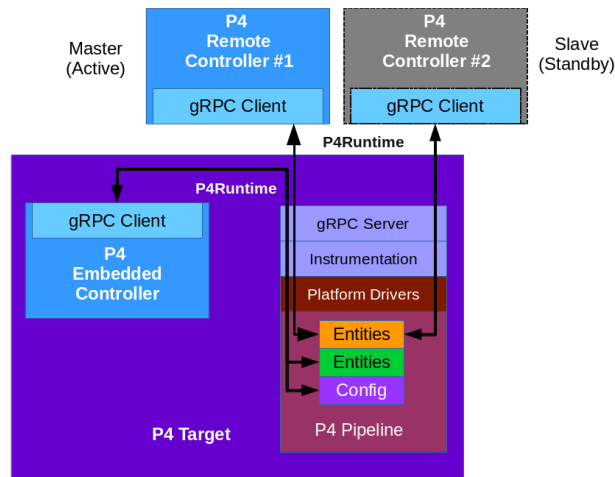 P4
Remote
Controller #1
gRPC Client
Master
(Active)
P4
Remote
Controller #2
gRPC Client
Slave
(Standby)
P4Runtime
P4Runtime
gRPC Client
P4
Embedded
Controller
gRPC Server
Instrumentation
Platform Drivers
Entities
Entities
Config
P4 Pipeline
P4 Target